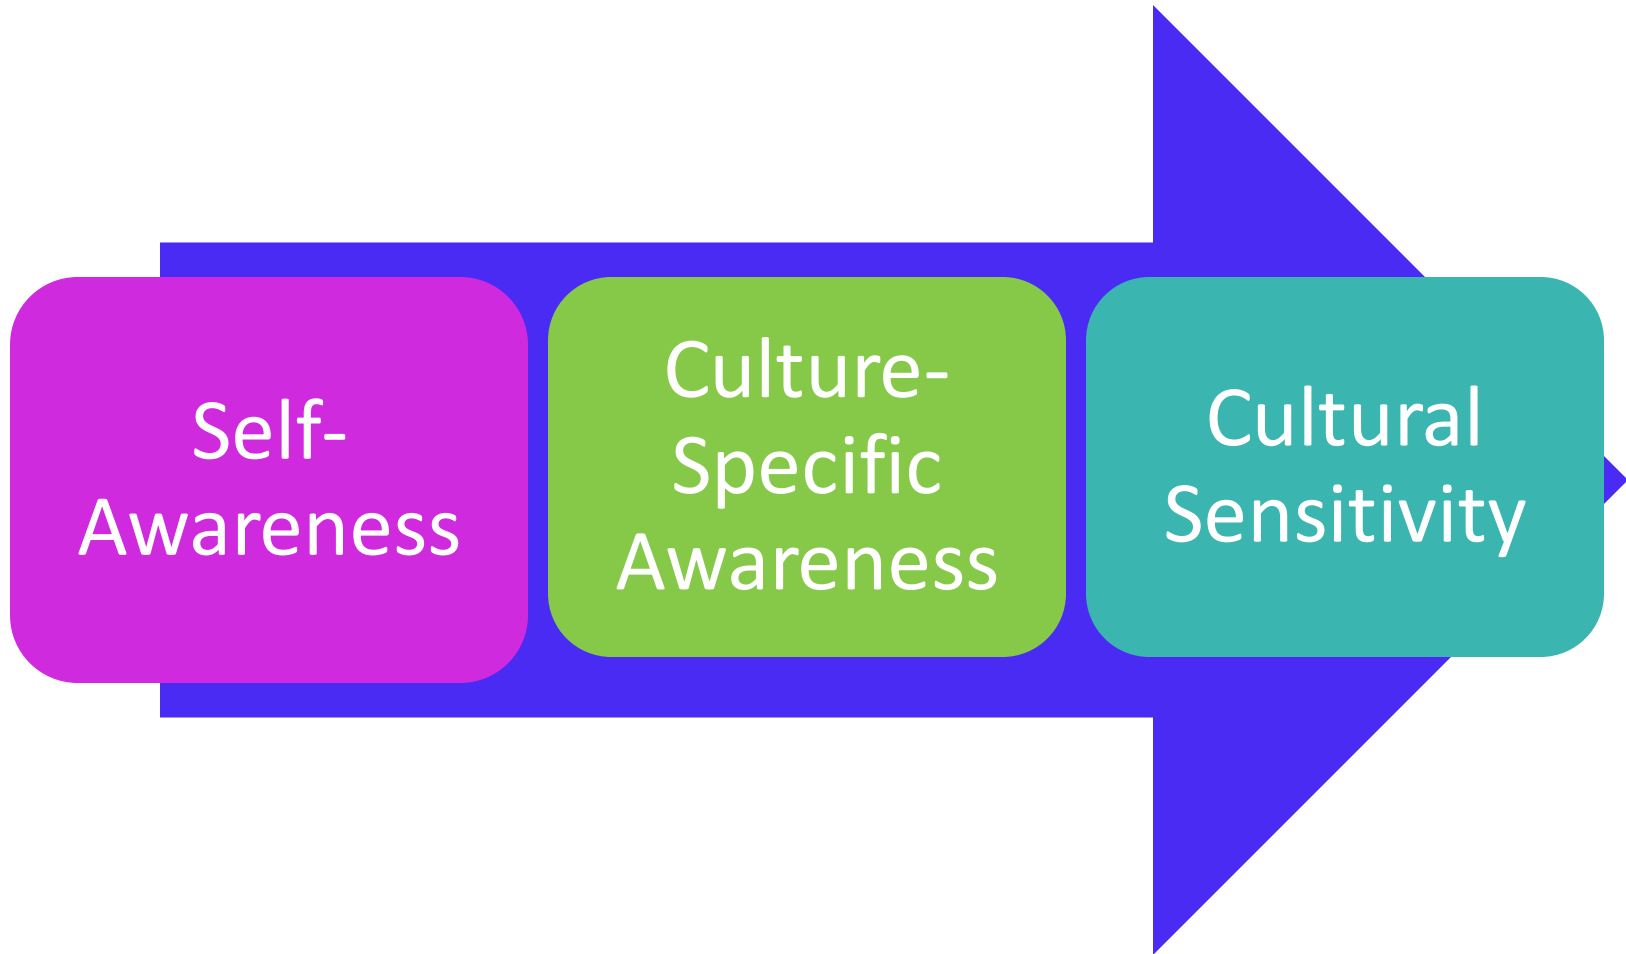 Self-
Awareness
Culture-
Specific
Awareness
Cultural
Sensitivity